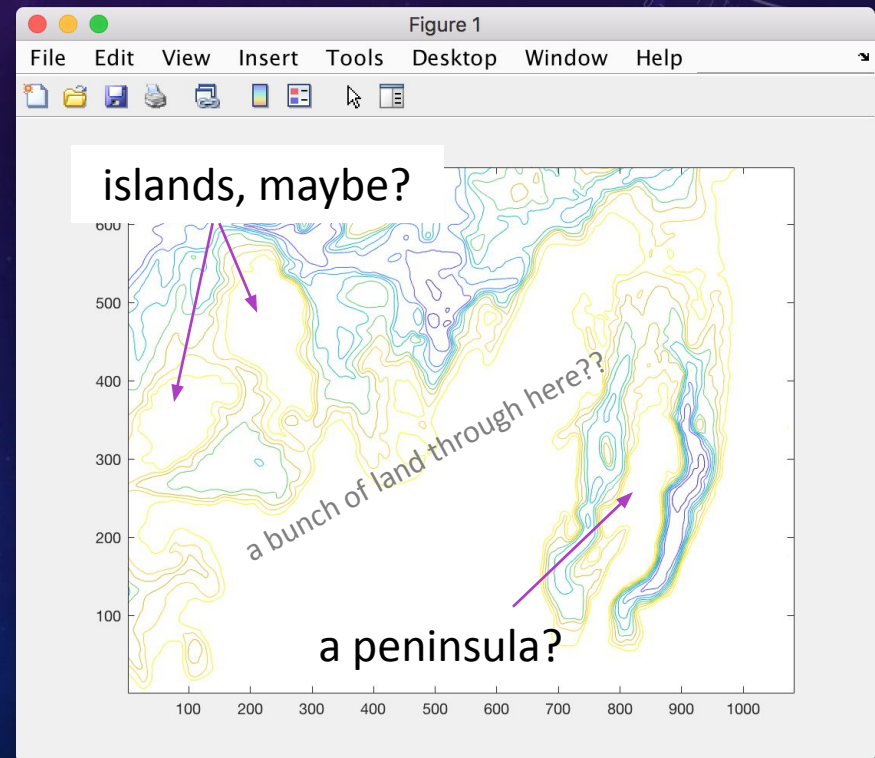 Figure 1
File Edit View Insert Tools Desktop Window Help
islands, maybe?
600
500
400
300
200
100
a bunch of land through here??
a peninsula?
100 200 300 400 500 600 700 800 900 1000